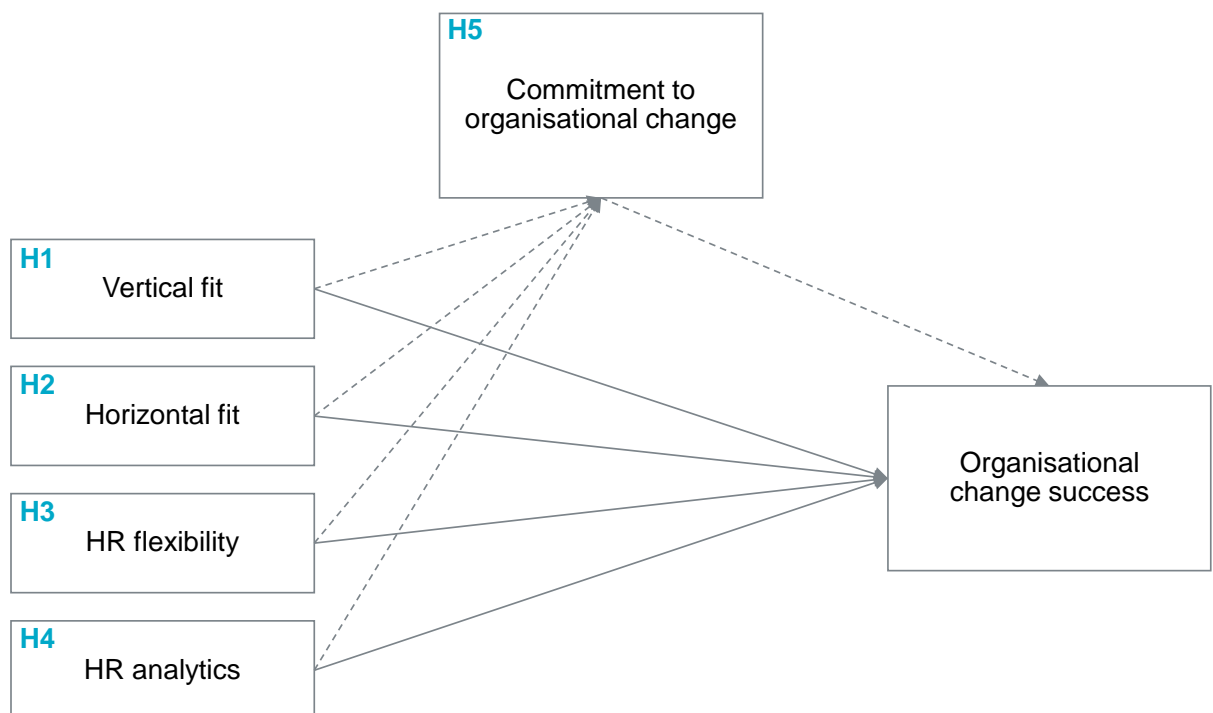 H5
Commitment to
organisational change
H1
Vertical fit
H2
Horizontal fit
H3
HR flexibility
H4
HR analytics
Organisational
change success